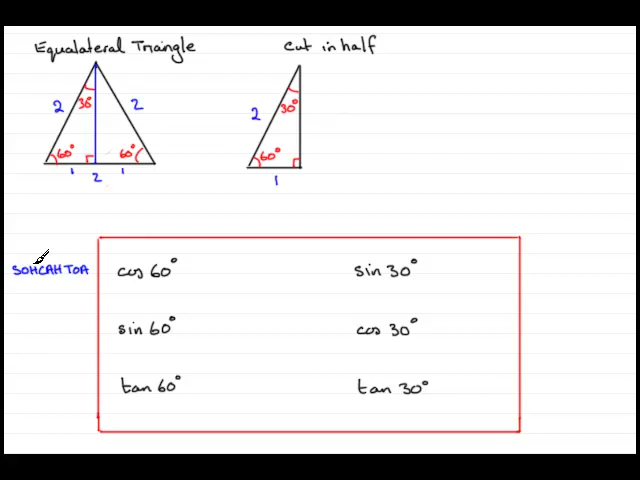 Equalateral Triangle
cut in half
2
30°
2
60°
60°
1
2
1
2
30°
60°
1
SOHCAHTOA
cos 60°
sin 30°
sin 60°
cos 30°
tan 60°
tan 30°